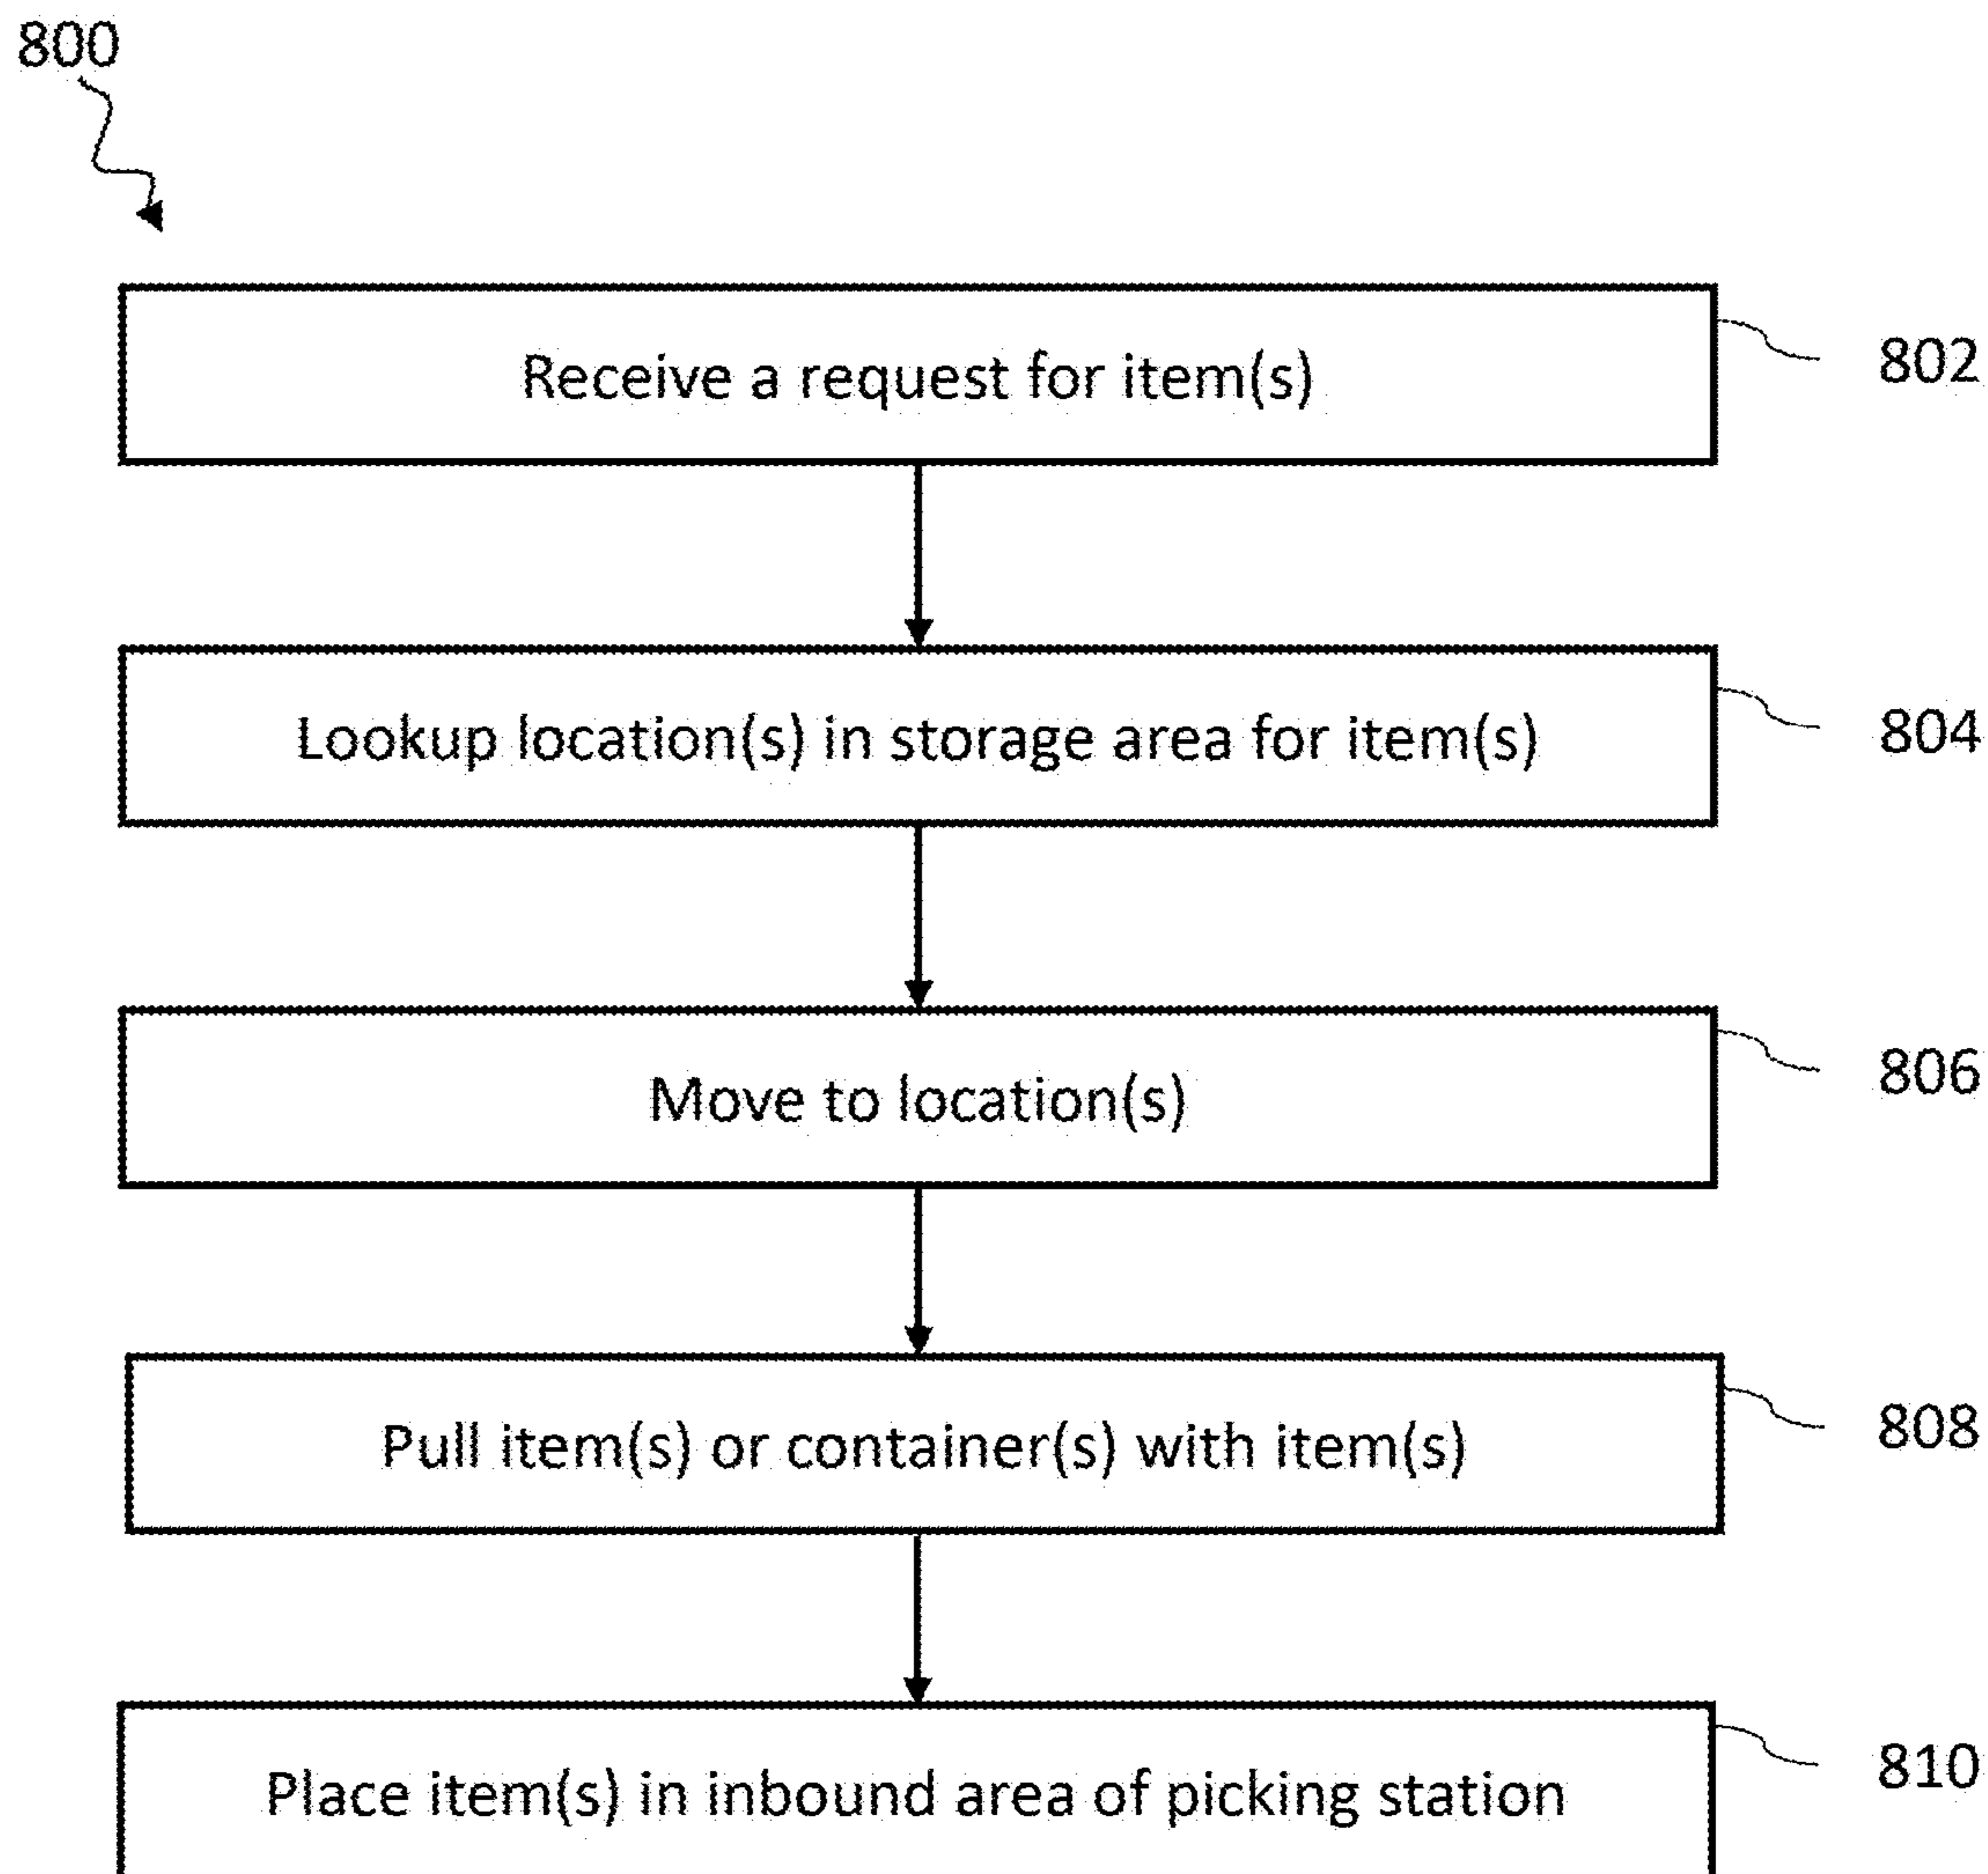 800
Receive a request for item(s)
802
Lookup location(s) in storage area for item(s)
804
Move to location(s)
806
Pull item(s) or container(s) with item(s)
808
Place item(s) in inbound area of picking station
810